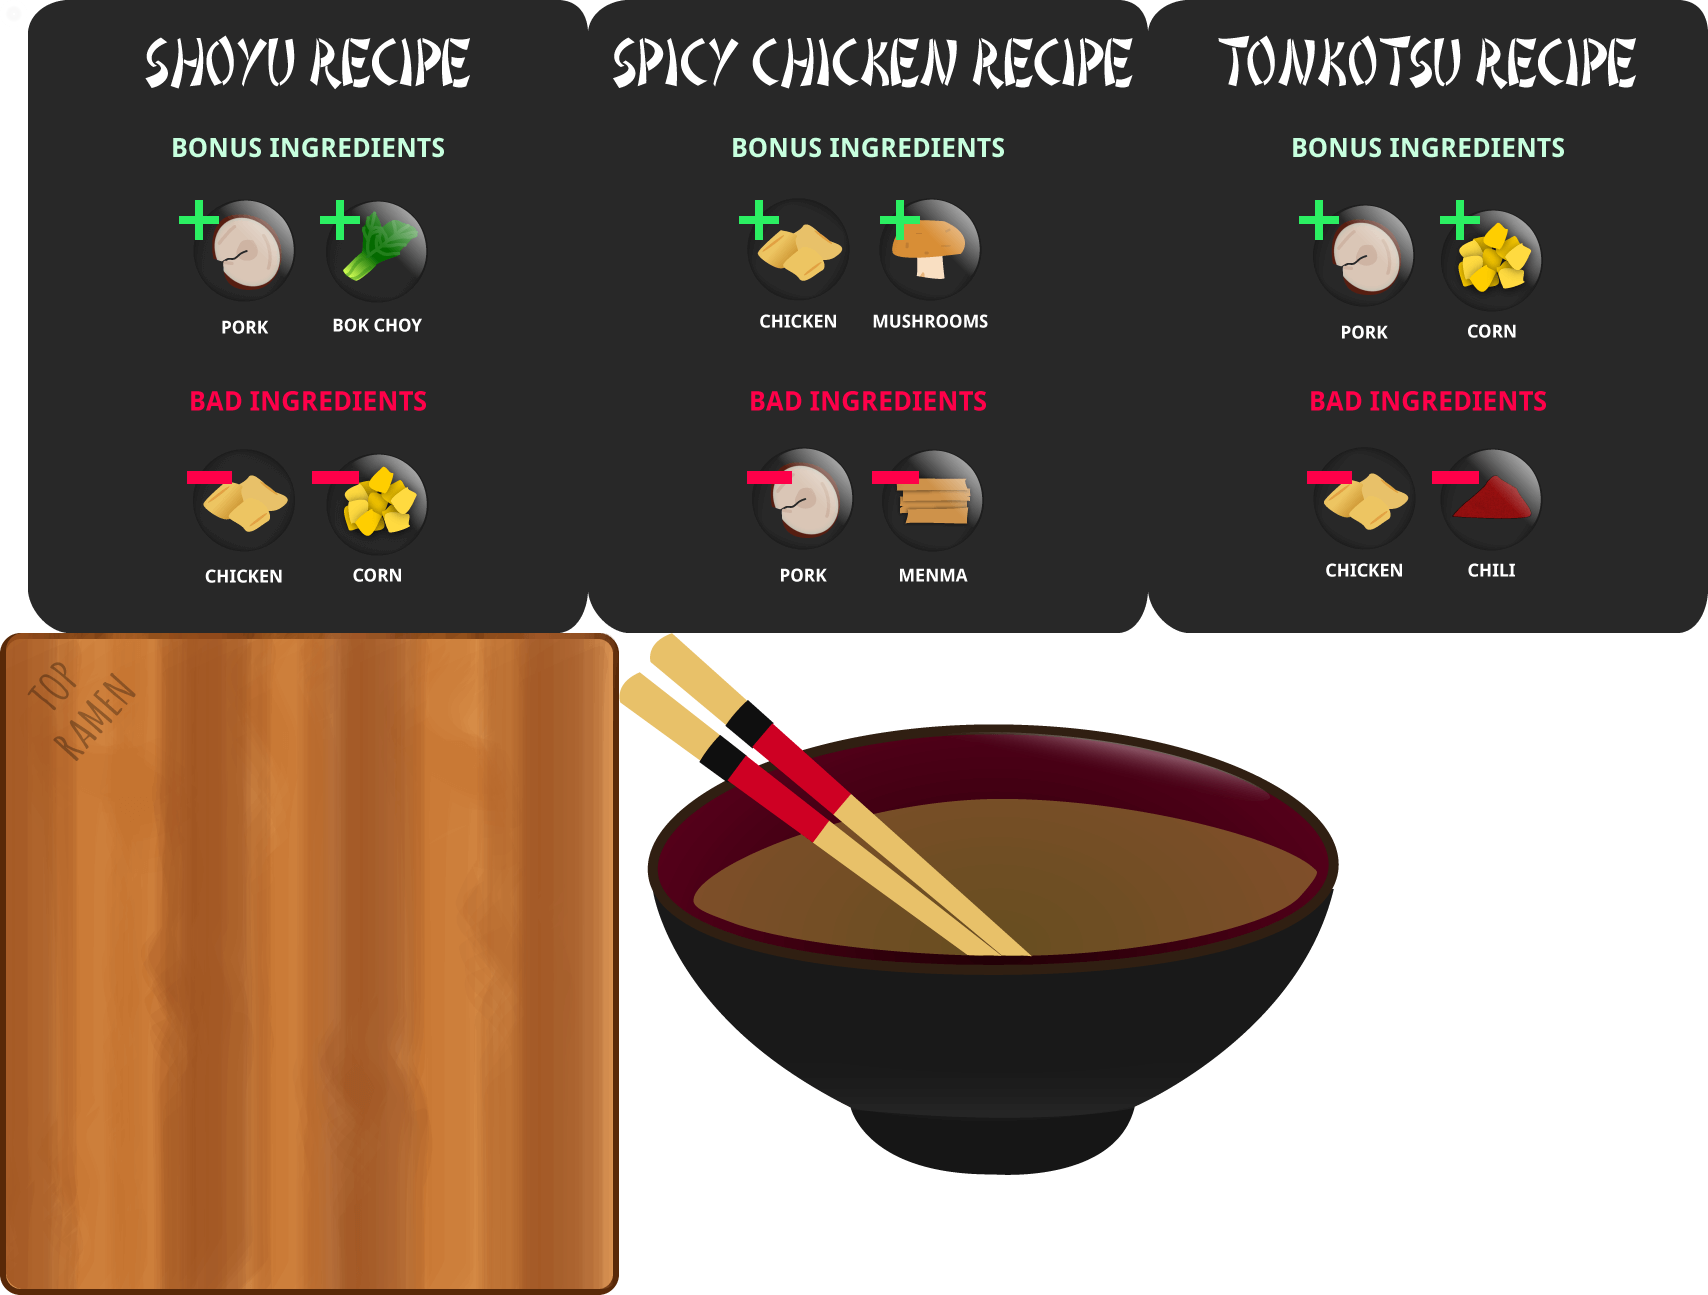 SHOYU RECIPE
BONUS INGREDIENTS
PORK
BOK CHOY
BAD INGREDIENTS
CHICKEN
CORN
SPICY CHICKEN RECIPE
BONUS INGREDIENTS
CHICKEN
MUSHROOMS
BAD INGREDIENTS
PORK
MENMA
TONKOTSU RECIPE
BONUS INGREDIENTS
PORK
CORN
BAD INGREDIENTS
CHICKEN
CHILI
TOP
RAMEN